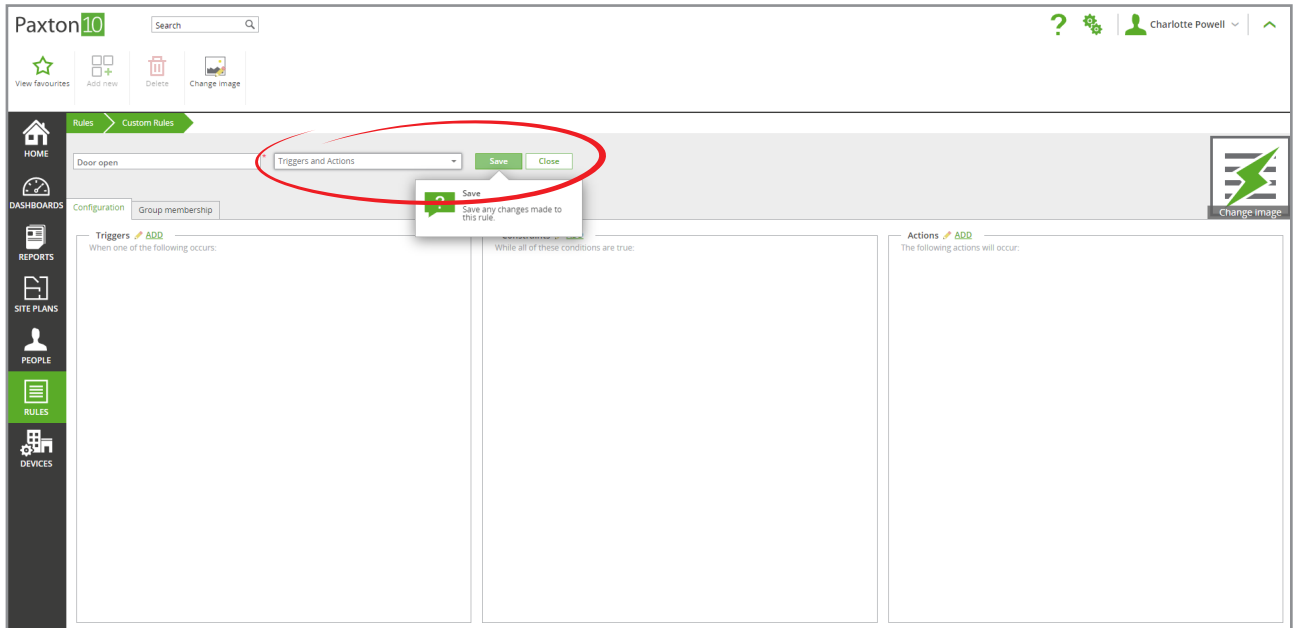 Paxton10
Search
Charlotte Powell
View favourites
Add new
Delete
Change image
Rules
Custom Rules
HOME
Door open
*
Triggers and Actions
Save
Close
Change image
DASHBOARDS
Configuration
Group membership
?
Save
Save any changes made to
this rule.
REPORTS
Triggers ADD
When one of the following occurs:
While all of these conditions are true:
Actions ADD
The following actions will occur:
SITE PLANS
PEOPLE
RULES
DEVICES